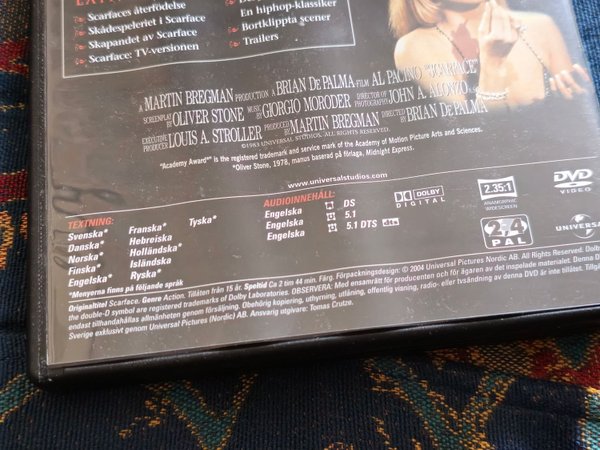 Scarfaces återfödelse
Skådespeleriet i Scarface
Skapandet av Scarface
Scarface: TV-versionen
En hiphop-klassiker
Bortklippta scener
Trailers
A MARTIN BREGMAN PRODUCTION A BRIAN DE PALMA FILM AL PACINO "SCARFACE"
OLIVER STONE MUSIC BY GIORGIO MORODER DIRECTOR OF PHOTOGRAPHY JOHN A. ALONZO
EXECUTIVE PRODUCER LOUIS A. STROLLER PRODUCED BY MARTIN BREGMAN DIRECTED BY BRIAN DE PALMA
©1983 UNIVERSAL STUDIOS. ALL RIGHTS RESERVED.
"Academy Award®" is the registered trademark and service mark of the Academy of Motion Picture Arts and Sciences.
*Oliver Stone, 1978, manus baserad på förlaga, Midnight Express.
www.universalstudios.com
TEXTNING:
Svenska* Franska* Tyska*
Danska* Hebreiska
Norska* Holländska*
Finska* Isländska
Engelska* Ryska*
*Menyerna finns på följande språk
AUDIOINNEHÅLL:
Engelska DS
Engelska 5.1
Engelska 5.1 DTS dts
DOLBY
DIGITAL
2.35:1
ANAMORPHIC
WIDESCREEN
DVD
VIDEO
2 4
PAL
UNIVERSAL
Originaltitel Scarface. Genre Action. Tillåten från 15 år. Speltid Ca 2 tim 44 min. Färg. Förpackningsdesign: © 2004 Universal Pictures Nordic AB. All Rights Reserved. Dolby
the double-D symbol are registered trademarks of Dolby Laboratories. OBSERVERA: Med ensamrätt för producenten och för ägaren av det inspelade materialet. Denna D
endast tillhandahållas allmänheten genom försäljning. Obehörig kopiering, uthyrning, utlåning, offentlig visning, radio- eller tv-sändning av denna DVD är inte tillåten. Tillgä
Sverige exklusivt genom Universal Pictures (Nordic) AB. Ansvarig utgivare: Tomas Crutze.